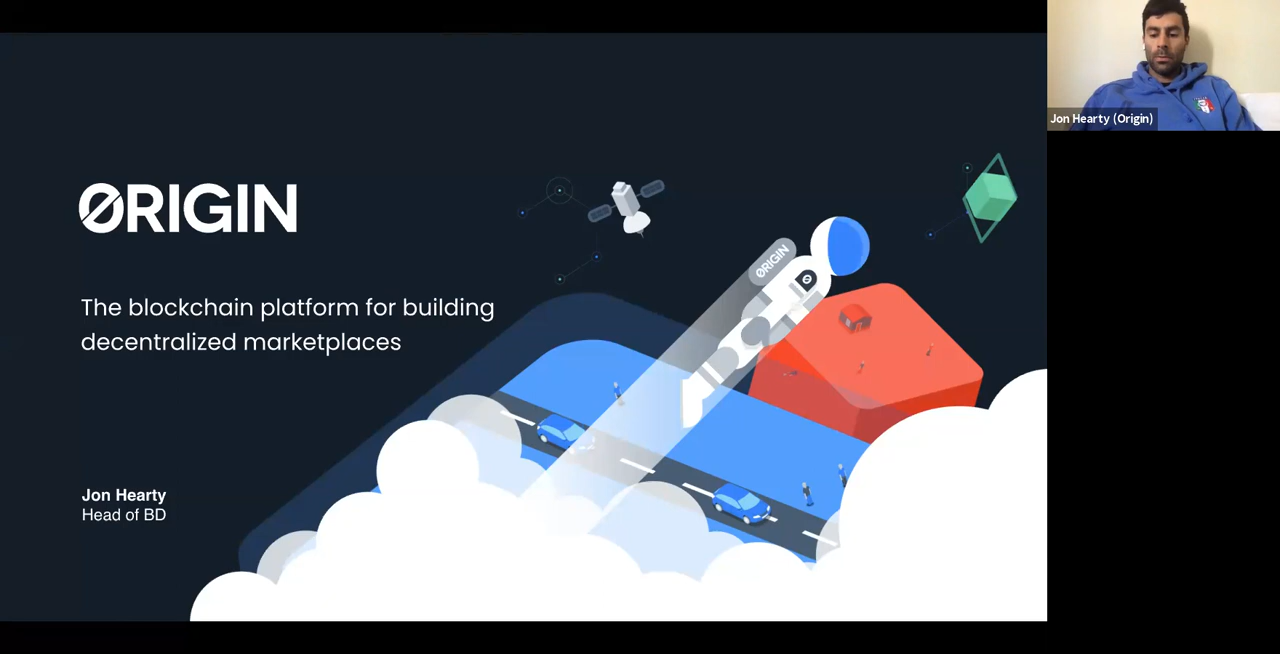 ØRIGIN
The blockchain platform for building
decentralized marketplaces
Jon Hearty
Head of BD
ØRIGIN
Ø
Jon Hearty (Origin)